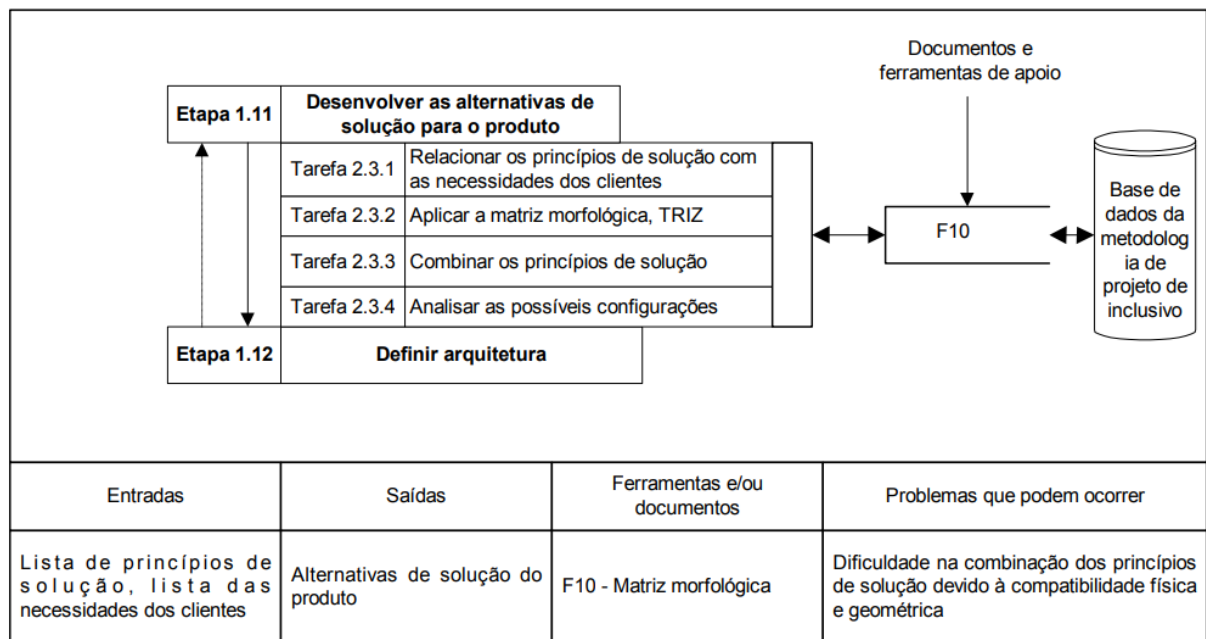 Documentos e
ferramentas de apoio
Etapa 1.11
Desenvolver as alternativas de
solução para o produto
Tarefa 2.3.1
Relacionar os princípios de solução com
as necessidades dos clientes
Tarefa 2.3.2
Aplicar a matriz morfológica, TRIZ
Tarefa 2.3.3
Combinar os princípios de solução
Tarefa 2.3.4
Analisar as possíveis configurações
Etapa 1.12
Definir arquitetura
F10
Base de
dados da
metodolog
ia de
projeto de
inclusivo
Entradas
Saídas
Ferramentas e/ou
documentos
Problemas que podem ocorrer
Lista de princípios de
solução, lista das
necessidades dos clientes
Alternativas de solução do
produto
F10 - Matriz morfológica
Dificuldade na combinação dos princípios
de solução devido à compatibilidade física
e geométrica